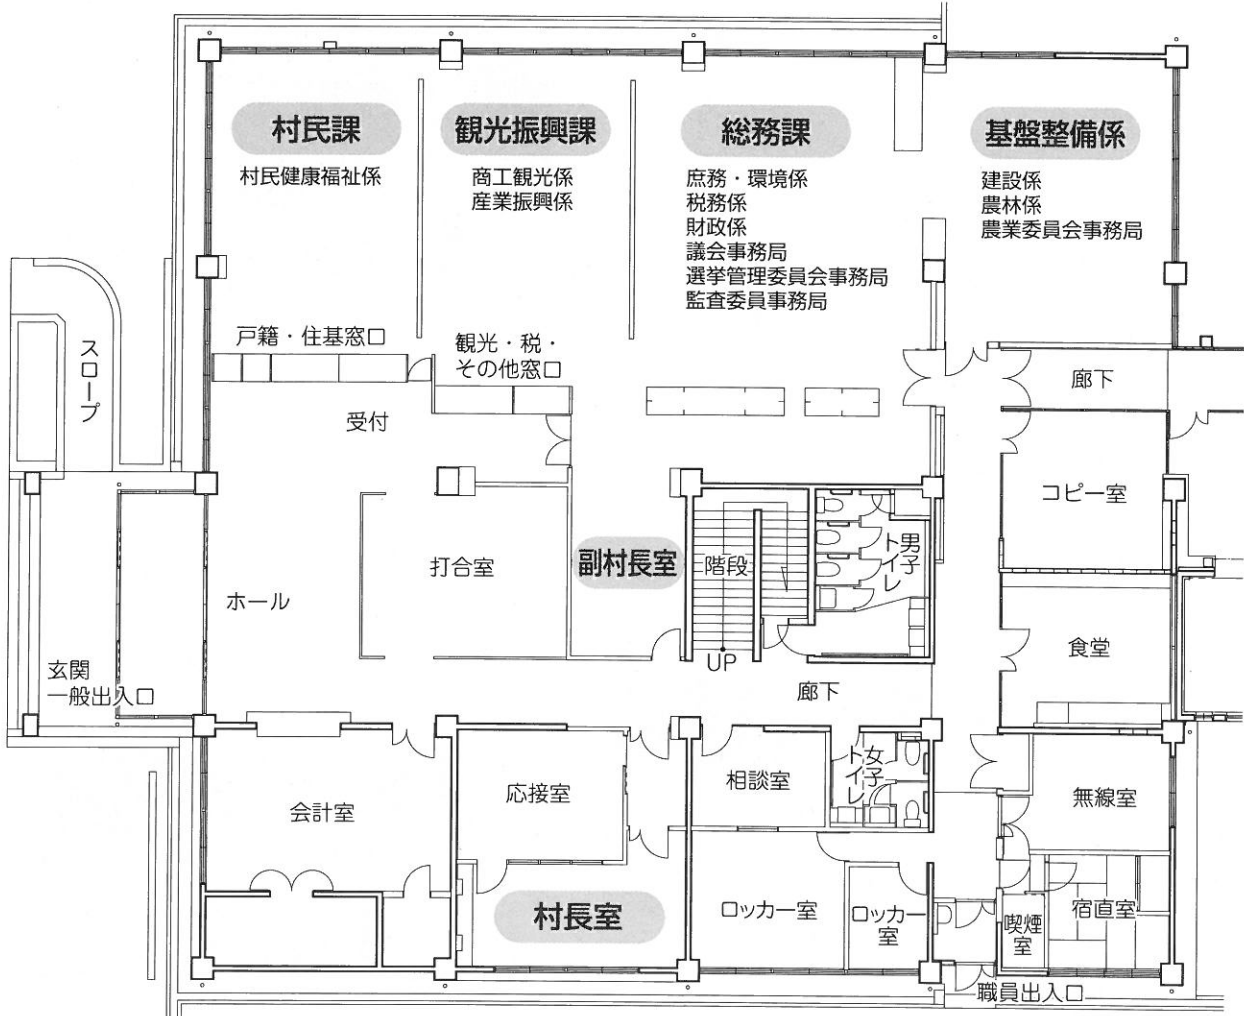 村民課
村民健康福祉係
観光振興課
商工観光係
産業振興係
総務課
庶務・環境係
税務係
財政係
議会事務局
選挙管理委員会事務局
監査委員事務局
基盤整備係
建設係
農林係
農業委員会事務局
戸籍・住基窓口
観光・税・
その他窓口
スロープ
受付
廊下
コピー室
打合室
副村長室
階段
男子
トイレ
ホール
UP
食堂
玄関
一般出入口
廊下
会計室
応接室
相談室
女子
トイレ
無線室
村長室
ロッカー室
ロッカー
室
喫煙
室
宿直室
職員出入口